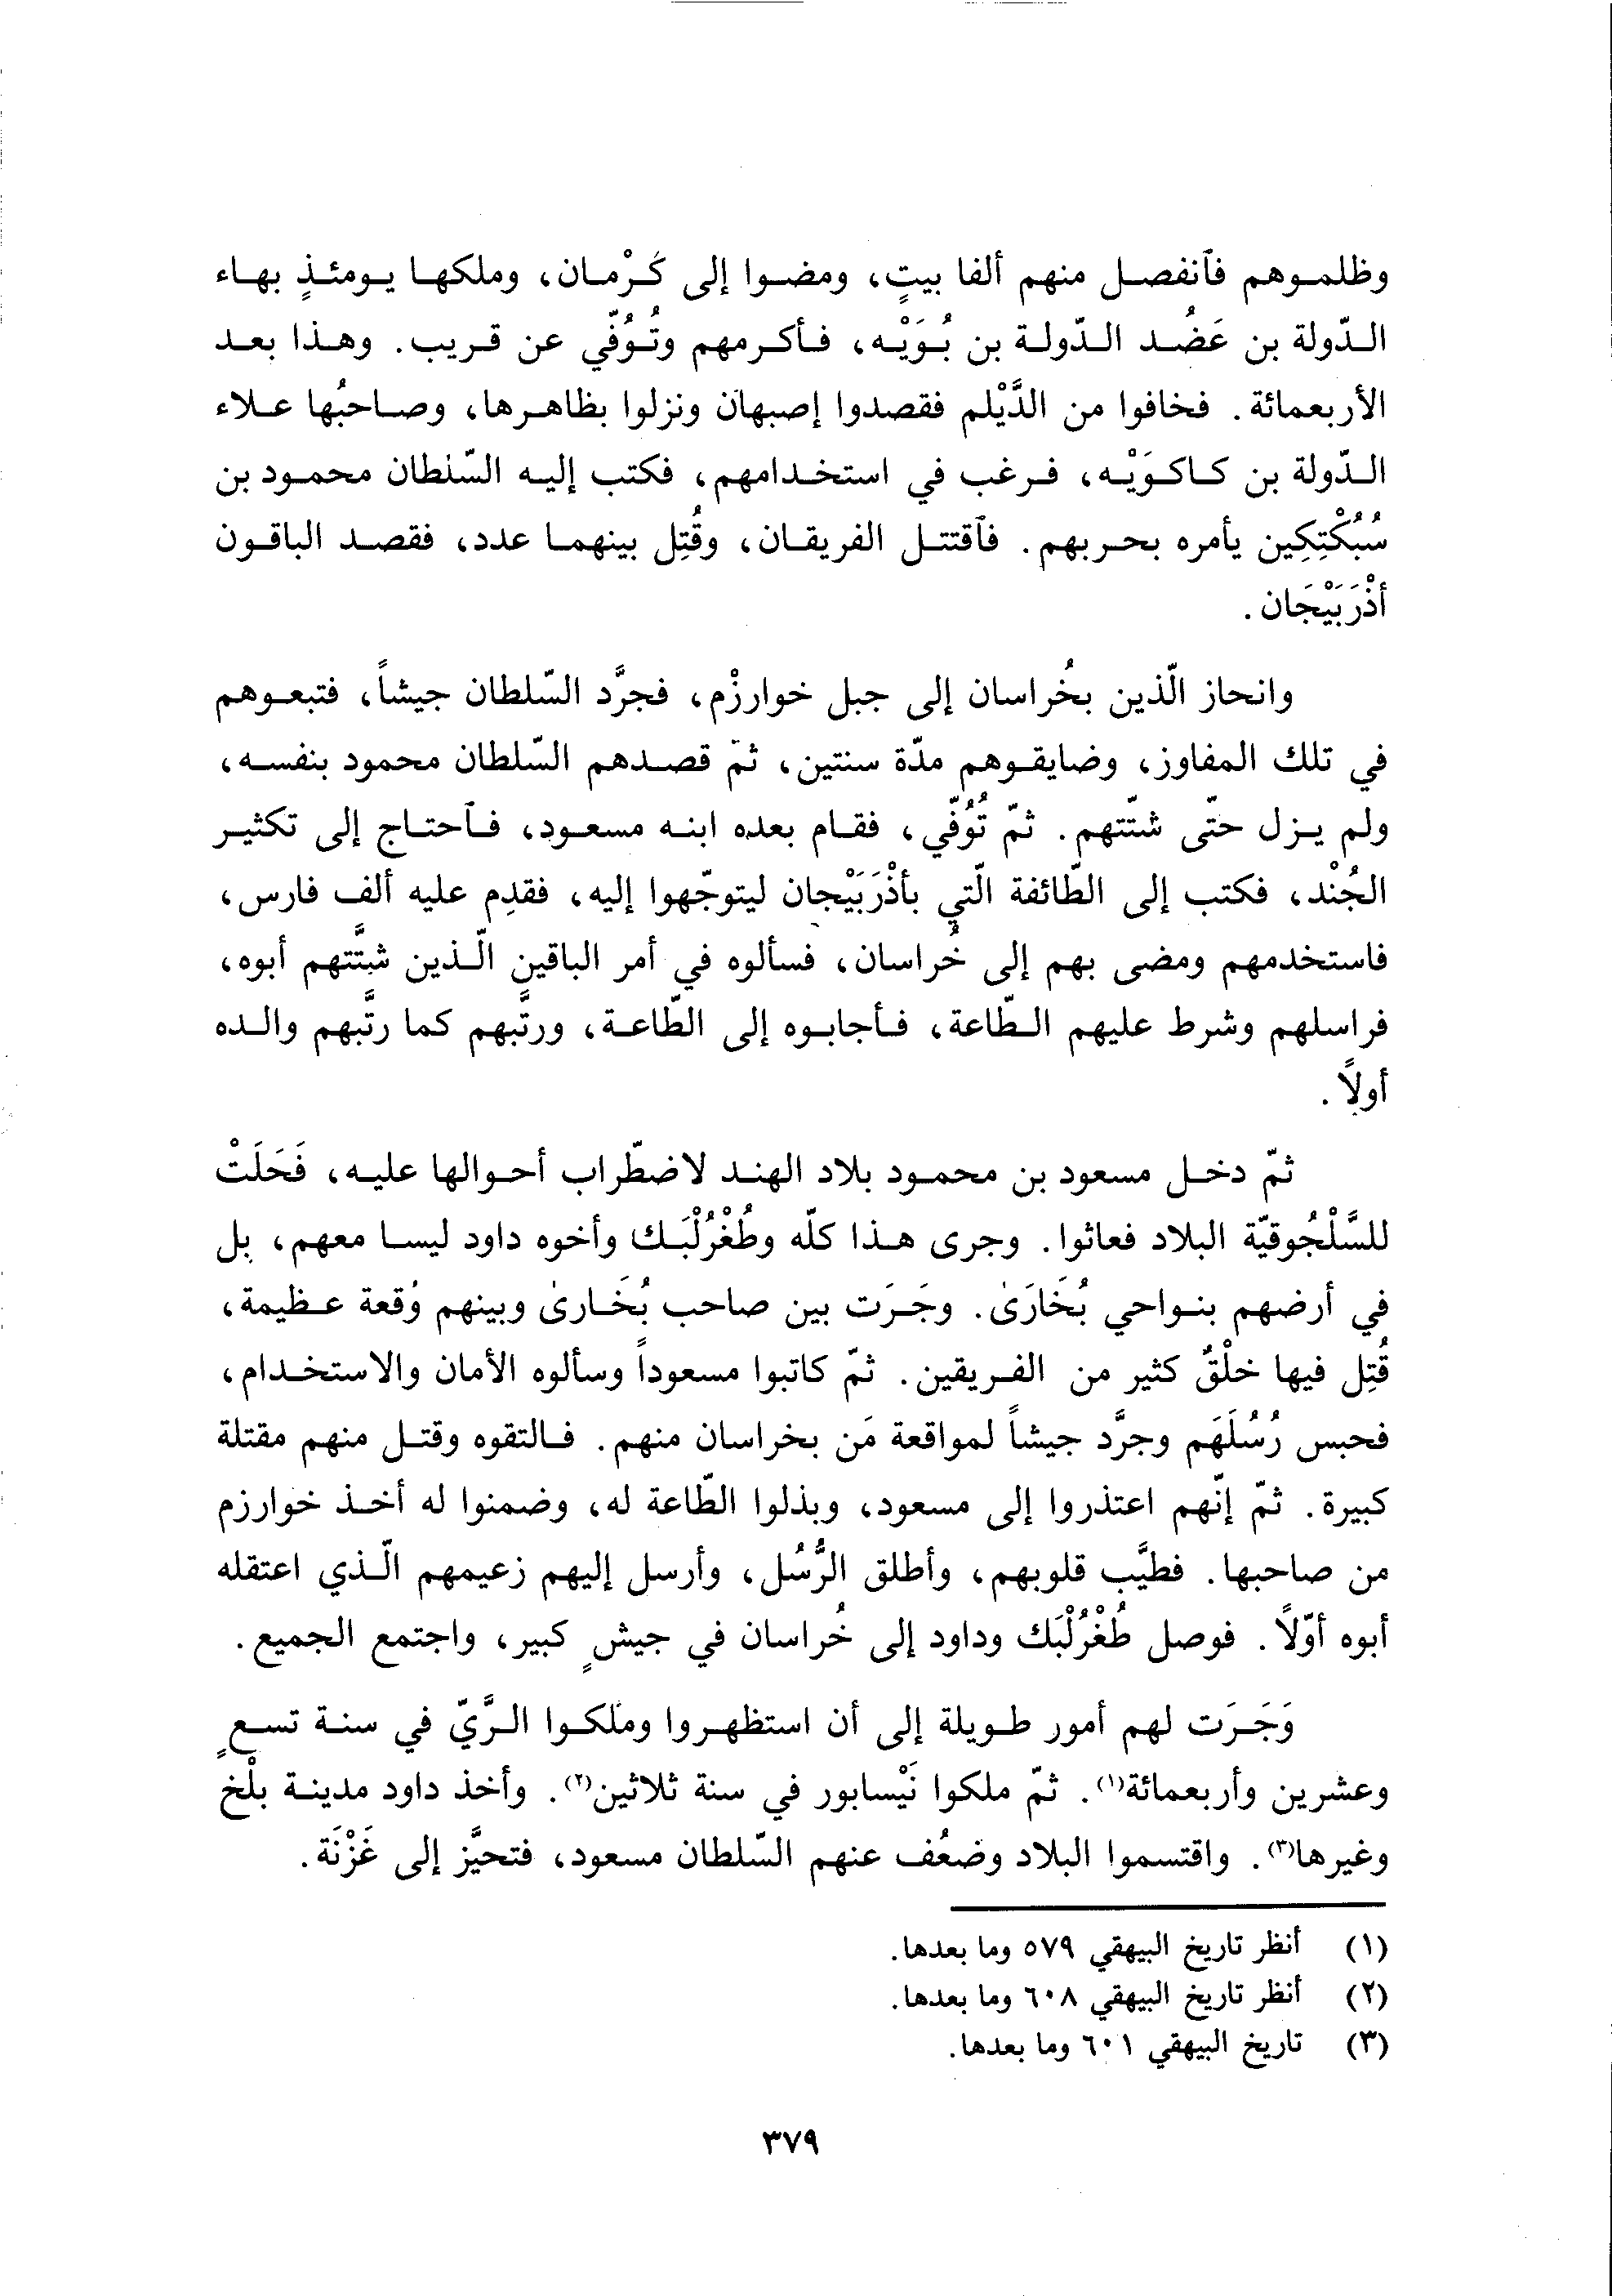 وظلموهم فٱنفصل منهم ألفا بيتٍ، ومضوا إلى كَرْمان، وملكها يومئذٍ بهاء
الدّولة بن عَضُد الدّولة بن بُوَيْه، فأكرمهم وتُوُفّي عن قريب. وهذا بعد
الأربعمائة. فخافوا من الدَّيْلم فقصدوا إصبهان ونزلوا بظاهرها، وصاحبُها علاء
الدّولة بن كاكوَيْه، فرغب في استخدامهم، فكتب إليه السّلطان محمود بن
سُبُكْتِكِين يأمره بحربهم. فٱقتتل الفريقان، وقُتِل بينهما عدد، فقصد الباقون
أذْرَبَيْجَان.
وانحاز الّذين بخُراسان إلى جبل خوارزْم، فجرَّد السّلطان جيشاً، فتبعوهم
في تلك المفاوز، وضايقوهم مدّة سنتين، ثمّ قصدهم السّلطان محمود بنفسه،
ولم يزل حتّى شتّتهم. ثمّ تُوُفّي، فقام بعده ابنه مسعود، فٱحتاج إلى تكثير
الجُنْد، فكتب إلى الطّائفة الّتي بأذْرَبَيْجان ليتوجّهوا إليه، فقدِم عليه ألف فارس،
فاستخدمهم ومضى بهم إلى خُراسان، فسألوه في أمر الباقين الّذين شتَّتهم أبوه،
فراسلهم وشرط عليهم الطّاعة، فأجابوه إلى الطّاعة، ورتَّبهم كما رتَّبهم والده
أولاً.
ثمّ دخل مسعود بن محمود بلاد الهند لاضطّراب أحوالها عليه، فَخَلَتْ
للسَّلْجُوقيّة البلاد فعاثوا. وجرى هذا كلّه وطُغْرُلْبَك وأخوه داود ليسا معهم، بل
في أرضهم بنواحي بُخَارَىٰ. وجَرَت بين صاحب بُخَارىٰ وبينهم وَقعة عظيمة،
قُتِل فيها خلْقٌ كثير من الفريقين. ثمّ كاتبوا مسعوداً وسألوه الأمان والاستخدام،
فحبس رُسُلَهَم وجرَّد جيشاً لمواقعة مَن بخراسان منهم. فالتقوه وقتل منهم مقتلة
كبيرة. ثمّ إنّهم اعتذروا إلى مسعود، وبذلوا الطّاعة له، وضمنوا له أخذ خوارزم
من صاحبها. فطيَّب قلوبهم، وأطلق الرُّسُل، وأرسل إليهم زعيمهم الّذي اعتقله
أبوه أوّلاً. فوصل طُغْرُلْبَك وداود إلى خُراسان في جيشٍ كبير، واجتمع الجميع.
وَجَرَت لهم أمور طويلة إلى أن استظهروا وملكوا الرَّيّ في سنة تسعٍ
وعشرين وأربعمائة(١). ثمّ ملكوا نَيْسابور في سنة ثلاثين(٢). وأخذ داود مدينة بلْخ
وغيرها(٣). واقتسموا البلاد وضعُف عنهم السّلطان مسعود، فتحيَّز إلى غَزْنَة.
(١) أنظر تاريخ البيهقي ٥٧٩ وما بعدها.
(٢) أنظر تاريخ البيهقي ٦٠٨ وما بعدها.
(٣) تاريخ البيهقي ٦٠١ وما بعدها.
٣٧٩